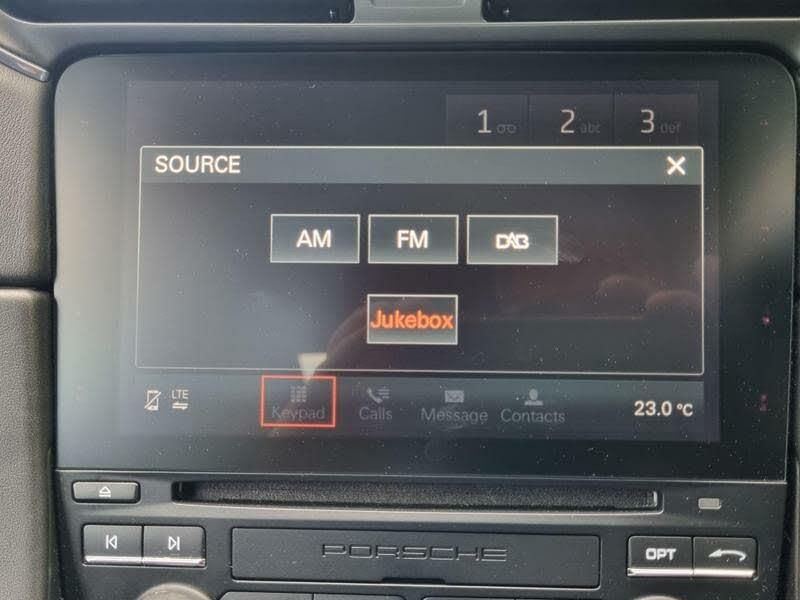 1 2 abc 3 def
SOURCE
AM FM DAB
Jukebox
LTE
Keypad Calls Message Contacts 23.0 °C
PORSCHE
OPT